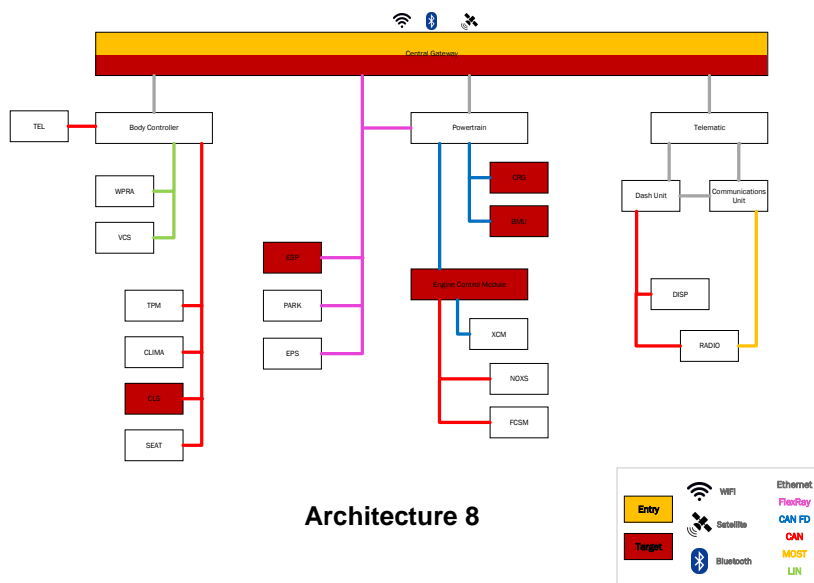 Central Gateway
TEL
Body Controller
Powertrain
Telematic
WPRA
VCS
CRG
BMU
Dash Unit
Communications
Unit
ESP
PARK
EPS
Engine Control Module
XCM
NOXS
FCSM
DISP
RADIO
TPM
CLIMA
CLS
SEAT
Architecture 8
Entry
Target
WIFI
Satellite
Bluetooth
Ethernet
FlexRay
CAN FD
CAN
MOST
LIN